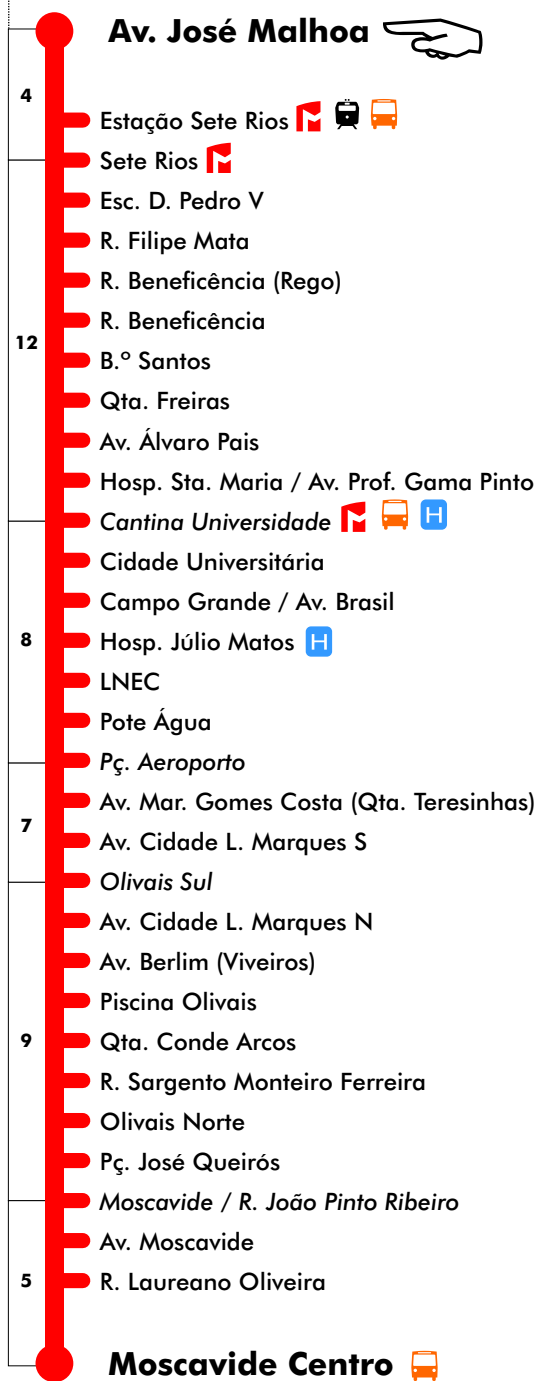 Av. José Malhoa
4
Estação Sete Rios
Sete Rios
Esc. D. Pedro V
R. Filipe Mata
R. Beneficência (Rego)
R. Beneficência
12
B.º Santos
Qta. Freiras
Av. Álvaro Pais
Hosp. Sta. Maria / Av. Prof. Gama Pinto
Cantina Universidade H
Cidade Universitária
Campo Grande / Av. Brasil
8
Hosp. Júlio Matos H
LNEC
Pote Água
Pç. Aeroporto
Av. Mar. Gomes Costa (Qta. Teresinhas)
7
Av. Cidade L. Marques S
Olivais Sul
Av. Cidade L. Marques N
Av. Berlim (Viveiros)
Piscina Olivais
9
Qta. Conde Arcos
R. Sargento Monteiro Ferreira
Olivais Norte
Pç. José Queirós
Moscavide / R. João Pinto Ribeiro
Av. Moscavide
5
R. Laureano Oliveira
Moscavide Centro